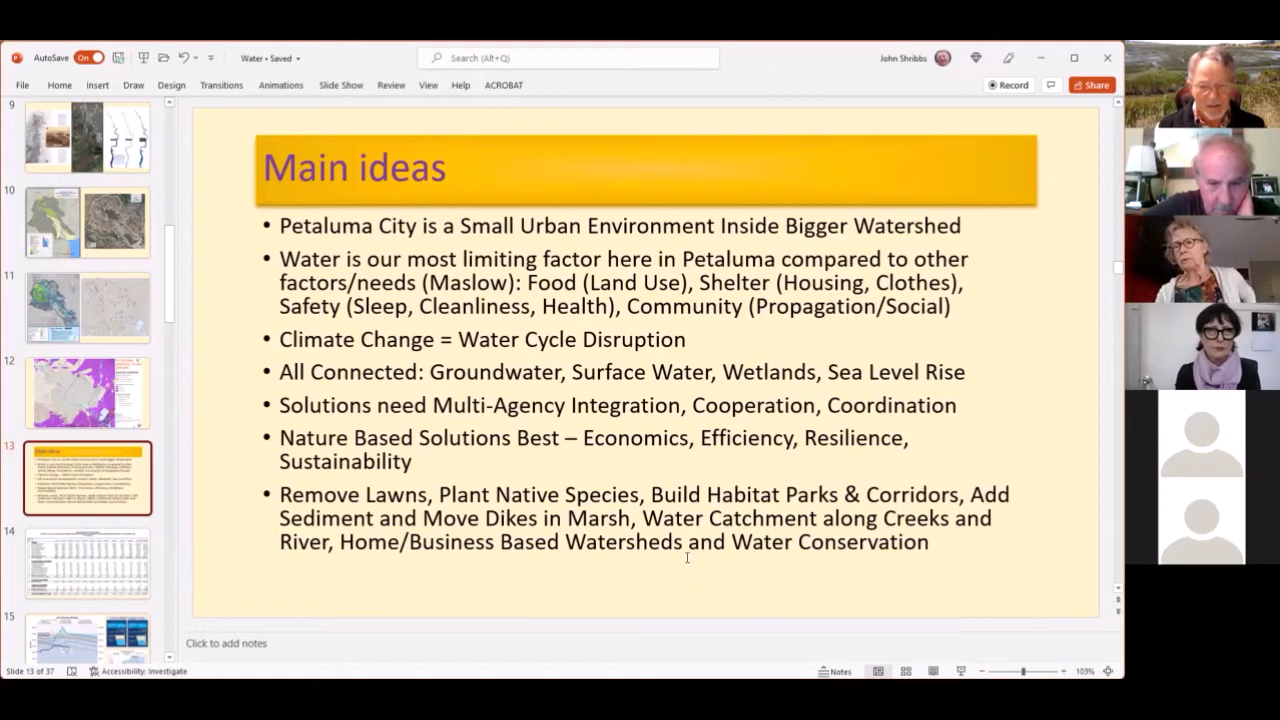 AutoSave
On
Water • Saved
Search (Alt+Q)
John Shribbs
File Home Insert Draw Design Transitions Animations Slide Show Review View Help ACROBAT
Record
Share
9
10
11
12
13
14
15
Main ideas
• Petaluma City is a Small Urban Environment Inside Bigger Watershed
• Water is our most limiting factor here in Petaluma compared to other
factors/needs (Maslow): Food (Land Use), Shelter (Housing, Clothes),
Safety (Sleep, Cleanliness, Health), Community (Propagation/Social)
• Climate Change = Water Cycle Disruption
• All Connected: Groundwater, Surface Water, Wetlands, Sea Level Rise
• Solutions need Multi-Agency Integration, Cooperation, Coordination
• Nature Based Solutions Best – Economics, Efficiency, Resilience,
Sustainability
• Remove Lawns, Plant Native Species, Build Habtat Parks & Corridors, Add
Sediment and Move Dikes in Marsh, Water Catchment along Creeks and
River, Home/Business Based Watersheds and Water Conservation
Click to add notes
Slide 13 of 37
Accessibility: Investigate
Notes
103%